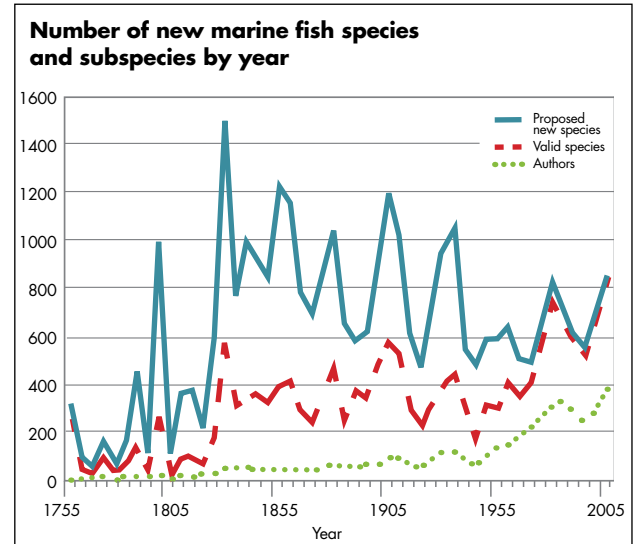 Number of new marine fish species
and subspecies by year
1600
1400
1200
1000
800
600
400
200
0
Proposed
new species
Valid species
Authors
1755
1805
1855
1905
1955
2005
Year